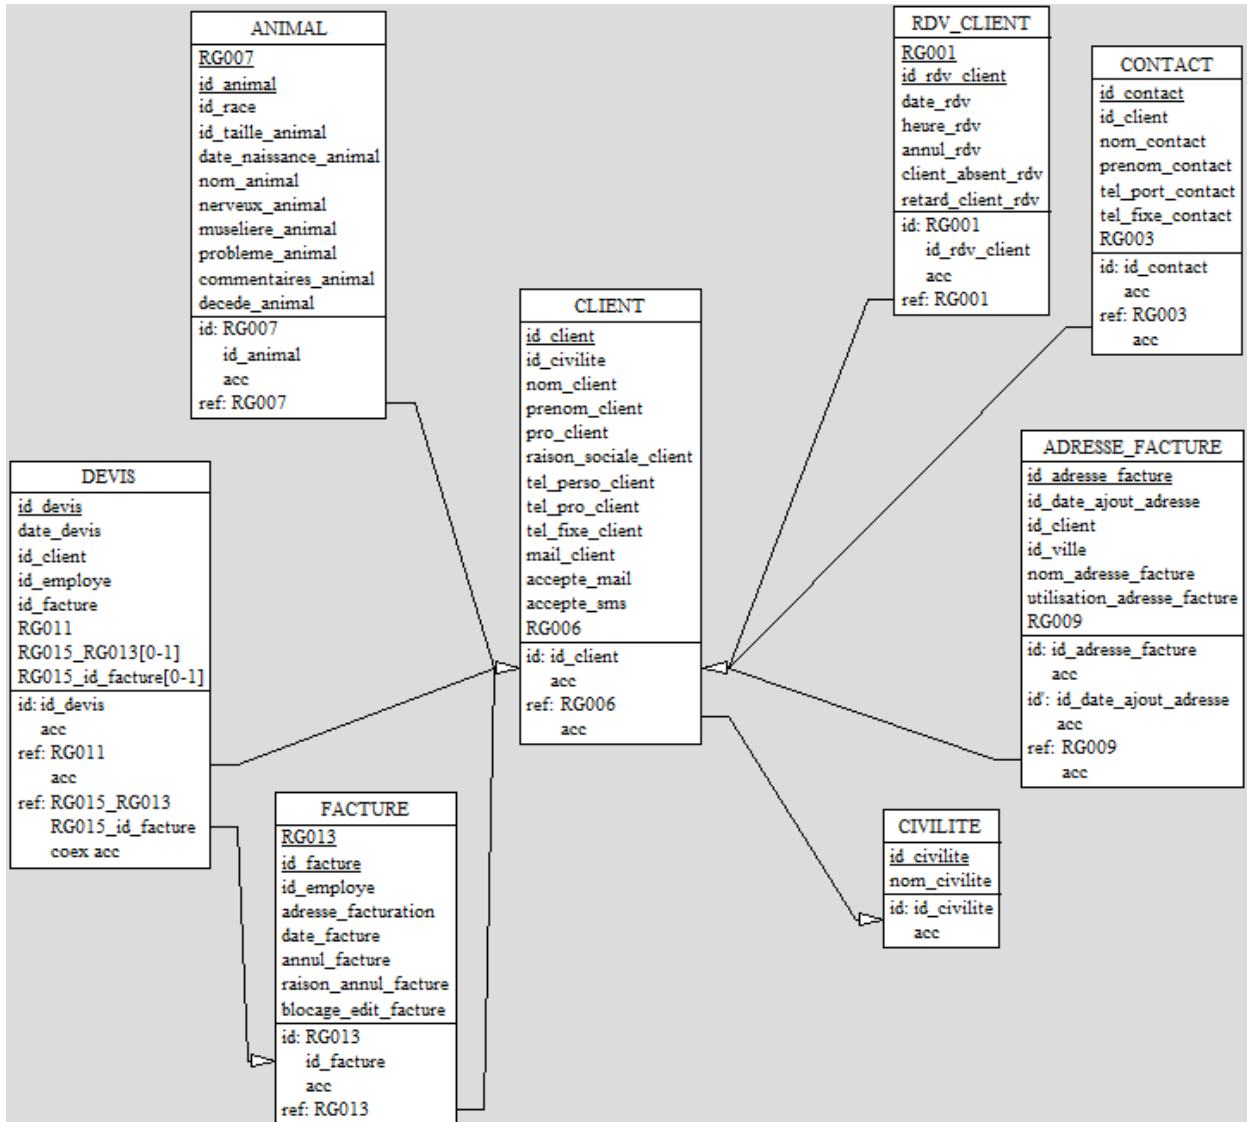 ANIMAL
RG007
id_animal
id_race
id_taille_animal
date_naissance_animal
nom_animal
nerveux_animal
museliere_animal
probleme_animal
commentaires_animal
decede_animal
id: RG007
id_animal
acc
ref: RG007
RDV_CLIENT
RG001
id_rdv_client
date_rdv
heure_rdv
annul_rdv
client_absent_rdv
retard_client_rdv
id: RG001
id_rdv_client
acc
ref: RG001
CONTACT
id_contact
id_client
nom_contact
prenom_contact
tel_port_contact
tel_fixe_contact
RG003
id: id_contact
acc
ref: RG003
acc
CLIENT
id_client
id_civilite
nom_client
prenom_client
pro_client
raison_sociale_client
tel_perso_client
tel_pro_client
tel_fixe_client
mail_client
accepte_mail
accepte_sms
RG006
id: id_client
acc
ref: RG006
acc
ADRESSE_FACTURE
id_adresse_facture
id_date_ajout_adresse
id_client
id_ville
nom_adresse_facture
utilisation_adresse_facture
RG009
id: id_adresse_facture
acc
id': id_date_ajout_adresse
acc
ref: RG009
acc
DEVIS
id_devis
date_devis
id_client
id_employe
id_facture
RG011
RG015_RG013[0-1]
RG015_id_facture[0-1]
id: id_devis
acc
ref: RG011
acc
ref: RG015_RG013
RG015_id_facture
coex acc
FACTURE
RG013
id_facture
id_employe
adresse_facturation
date_facture
annul_facture
raison_annul_facture
blocage_edit_facture
id: RG013
id_facture
acc
ref: RG013
CIVILITE
id_civilite
nom_civilite
id: id_civilite
acc